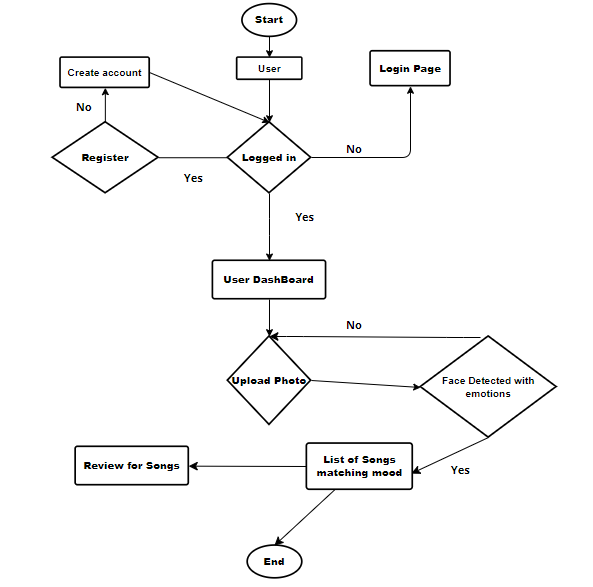 Start
User
Create account
Login Page
No
Register
Logged in
No
Yes
Yes
User DashBoard
No
Upload Photo
Face Detected with
emotions
Review for Songs
List of Songs
matching mood
Yes
End